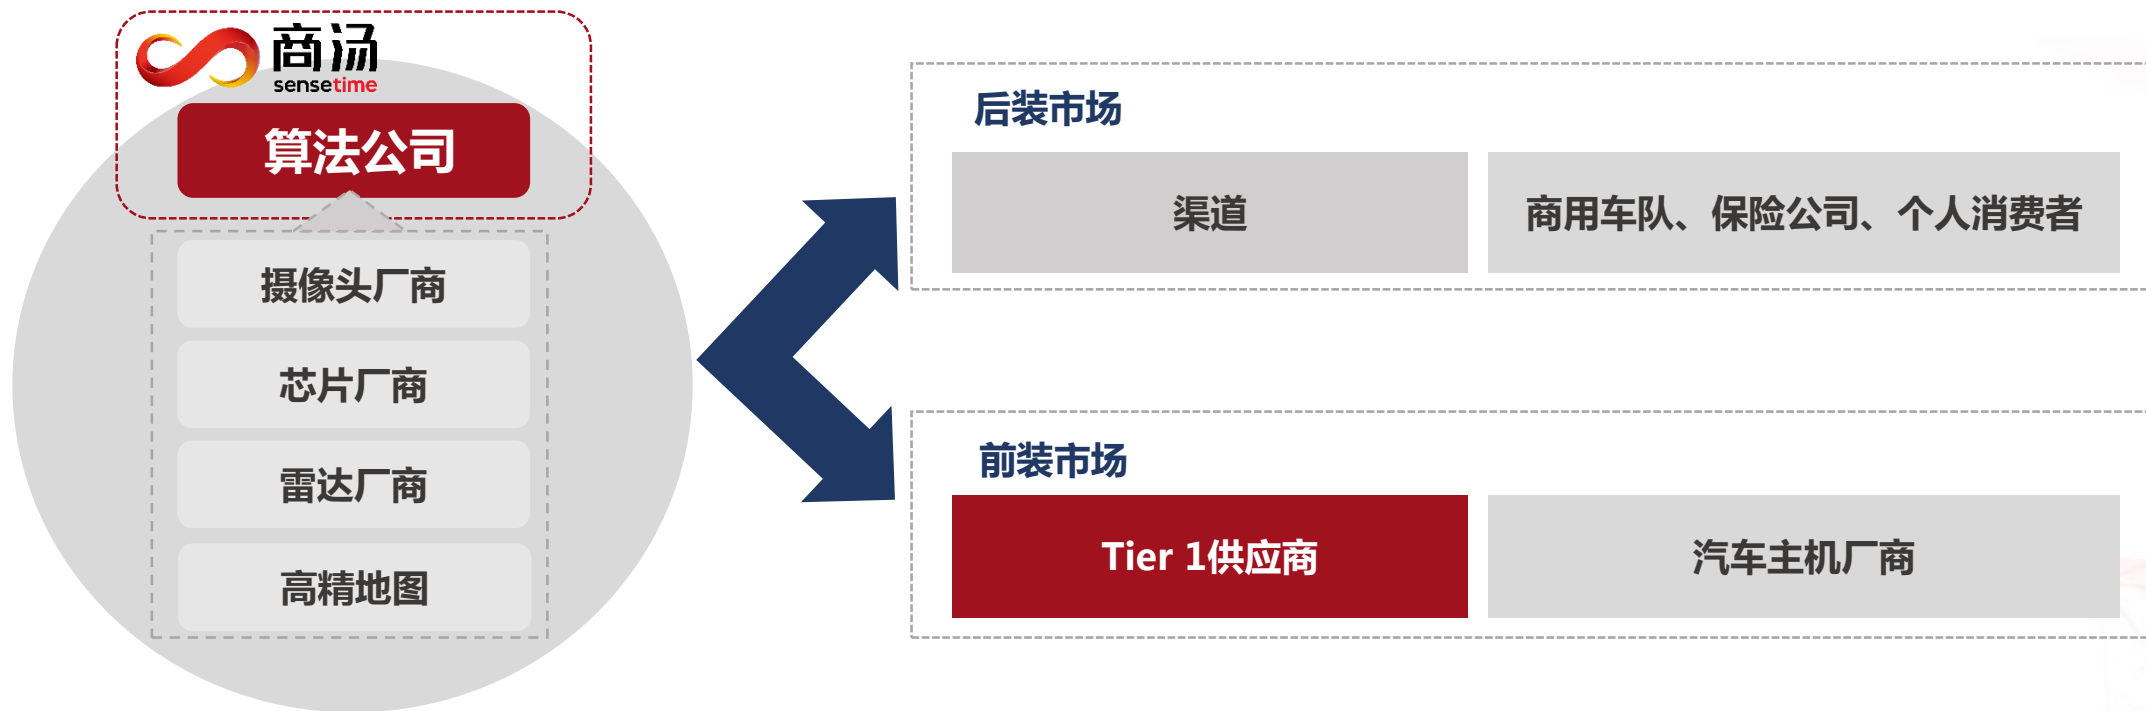 商汤
sensetime
算法公司
摄像头厂商
芯片厂商
雷达厂商
高精地图
后装市场
渠道
商用车队、保险公司、个人消费者
前装市场
Tier 1供应商
汽车主机厂商